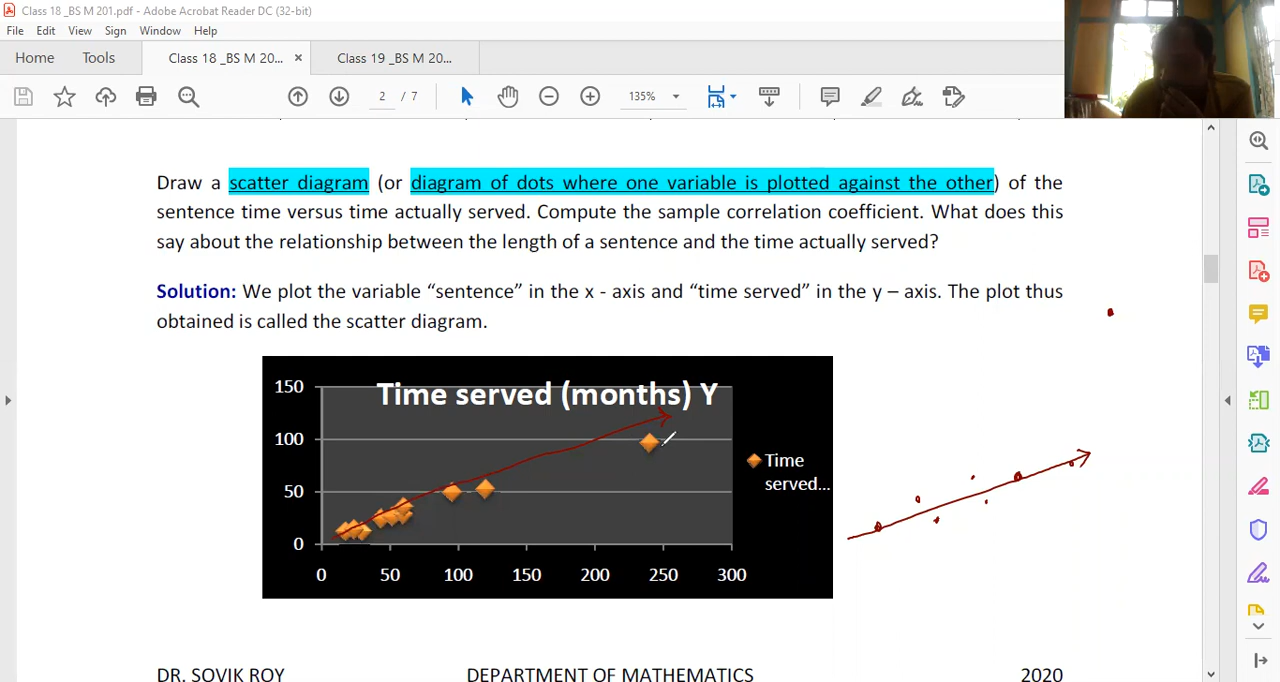 Class 18 _BS M 201.pdf - Adobe Acrobat Reader DC (32-bit)
File Edit View Sign Window Help
Home Tools Class 18 _BS M 20... × Class 19 _BS M 20...
2 / 7 135%
Draw a scatter diagram (or diagram of dots where one variable is plotted against the other) of the
sentence time versus time actually served. Compute the sample correlation coefficient. What does this
say about the relationship between the length of a sentence and the time actually served?
Solution: We plot the variable “sentence” in the x - axis and “time served” in the y – axis. The plot thus
obtained is called the scatter diagram.
Time served (months) Y
150
100
50
0
0 50 100 150 200 250 300
Time
served...
DR. SOVIK ROY DEPARTMENT OF MATHEMATICS 2020